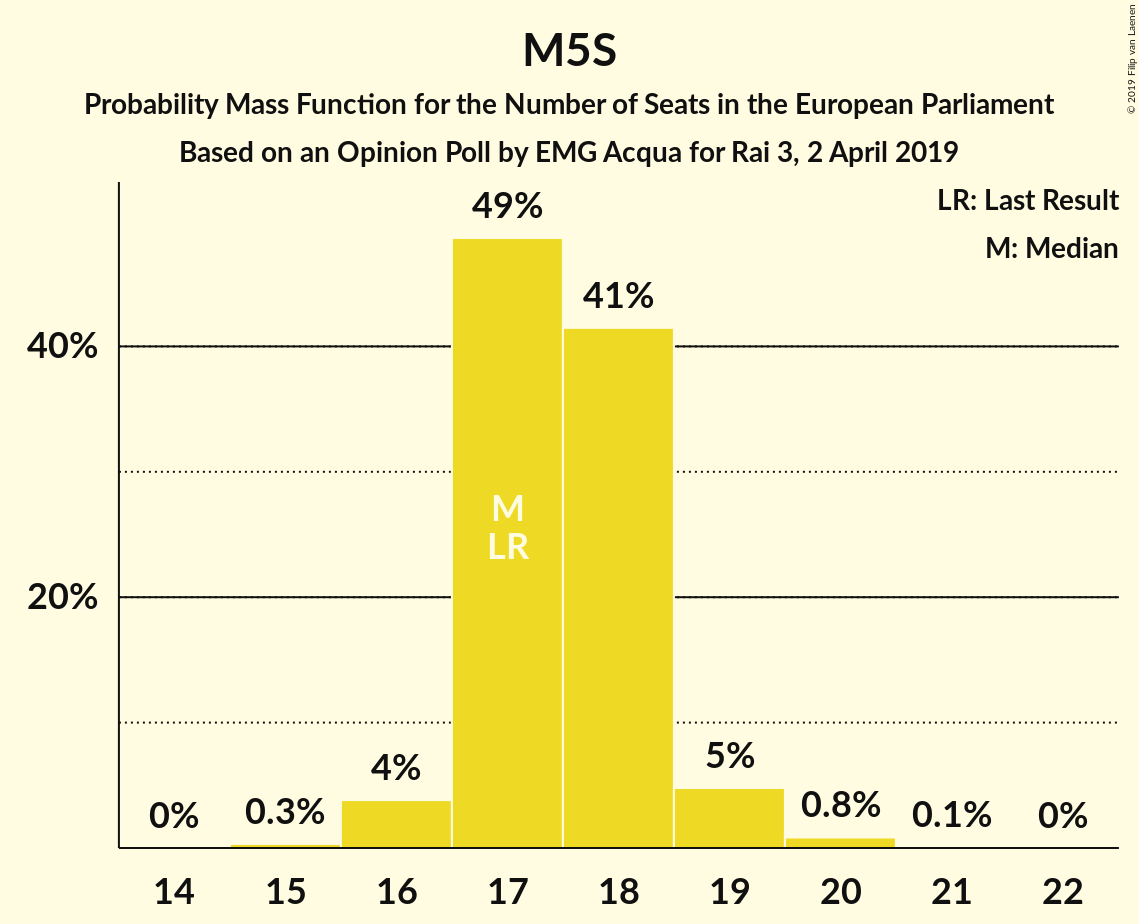 M5S
Probability Mass Function for the Number of Seats in the European Parliament
Based on an Opinion Poll by EMG Acqua for Rai 3, 2 April 2019
© 2019 Filip van Laenen
LR: Last Result
M: Median
49%
41%
40%
M
LR
20%
5%
4%
0.8%
0.3%
0.1%
0%
0%
14 15 16 17 18 19 20 21 22